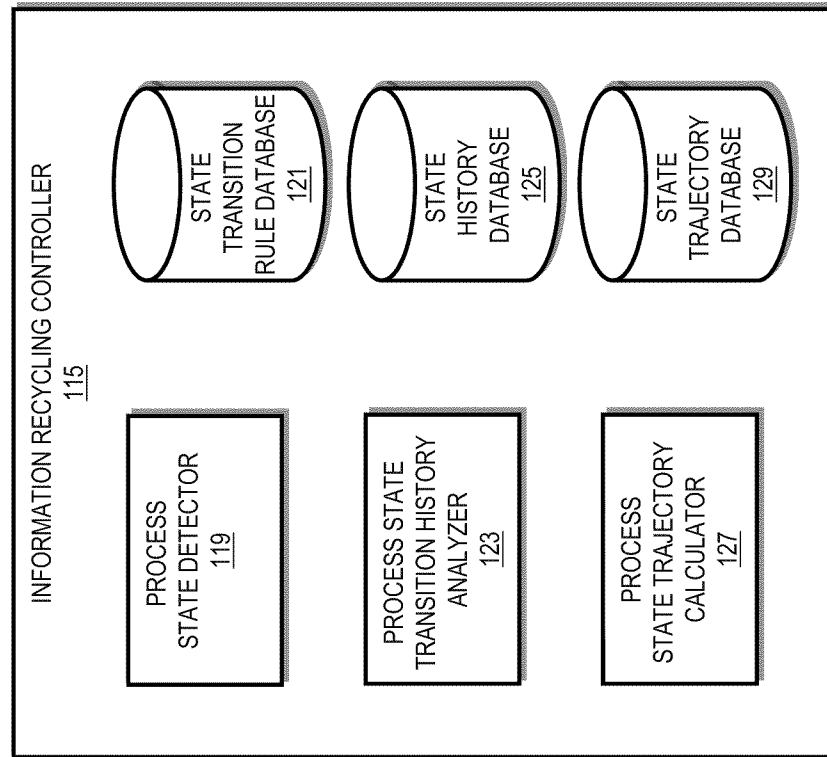 INFORMATION RECYCLING CONTROLLER
115
PROCESS
STATE DETECTOR
119
STATE
TRANSITION
RULE DATABASE
121
PROCESS STATE
TRANSITION HISTORY
ANALYZER
123
STATE
HISTORY
DATABASE
125
PROCESS
STATE TRAJECTORY
CALCULATOR
127
STATE
TRAJECTORY
DATABASE
129